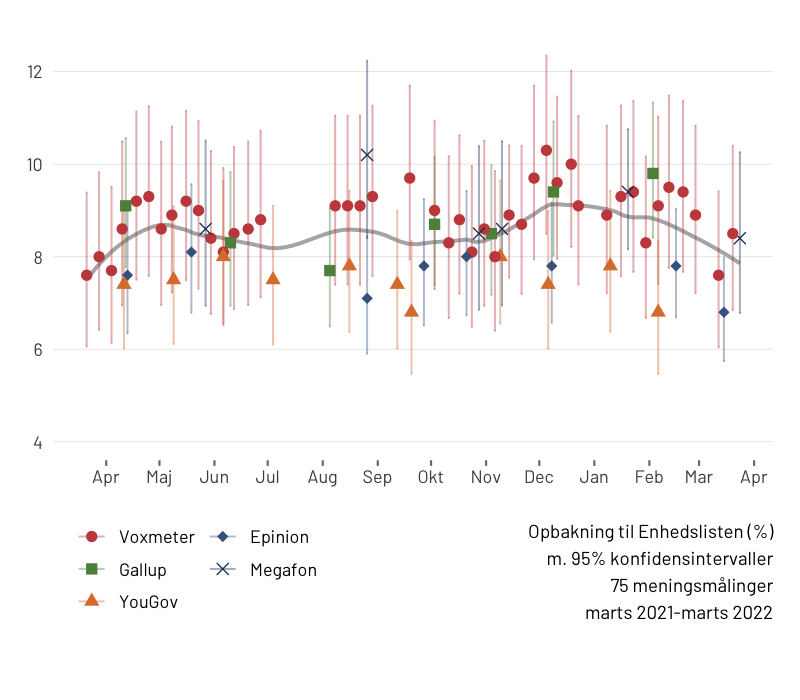 12
10
8
6
4
Apr Maj Jun Jul Aug Sep Okt Nov Dec Jan Feb Mar Apr
Voxmeter Epinion
Gallup Megafon
YouGov
Opbakning til Enhedslisten (%)
m. 95% konfidensintervaller
75 meningsmålinger
marts 2021-marts 2022